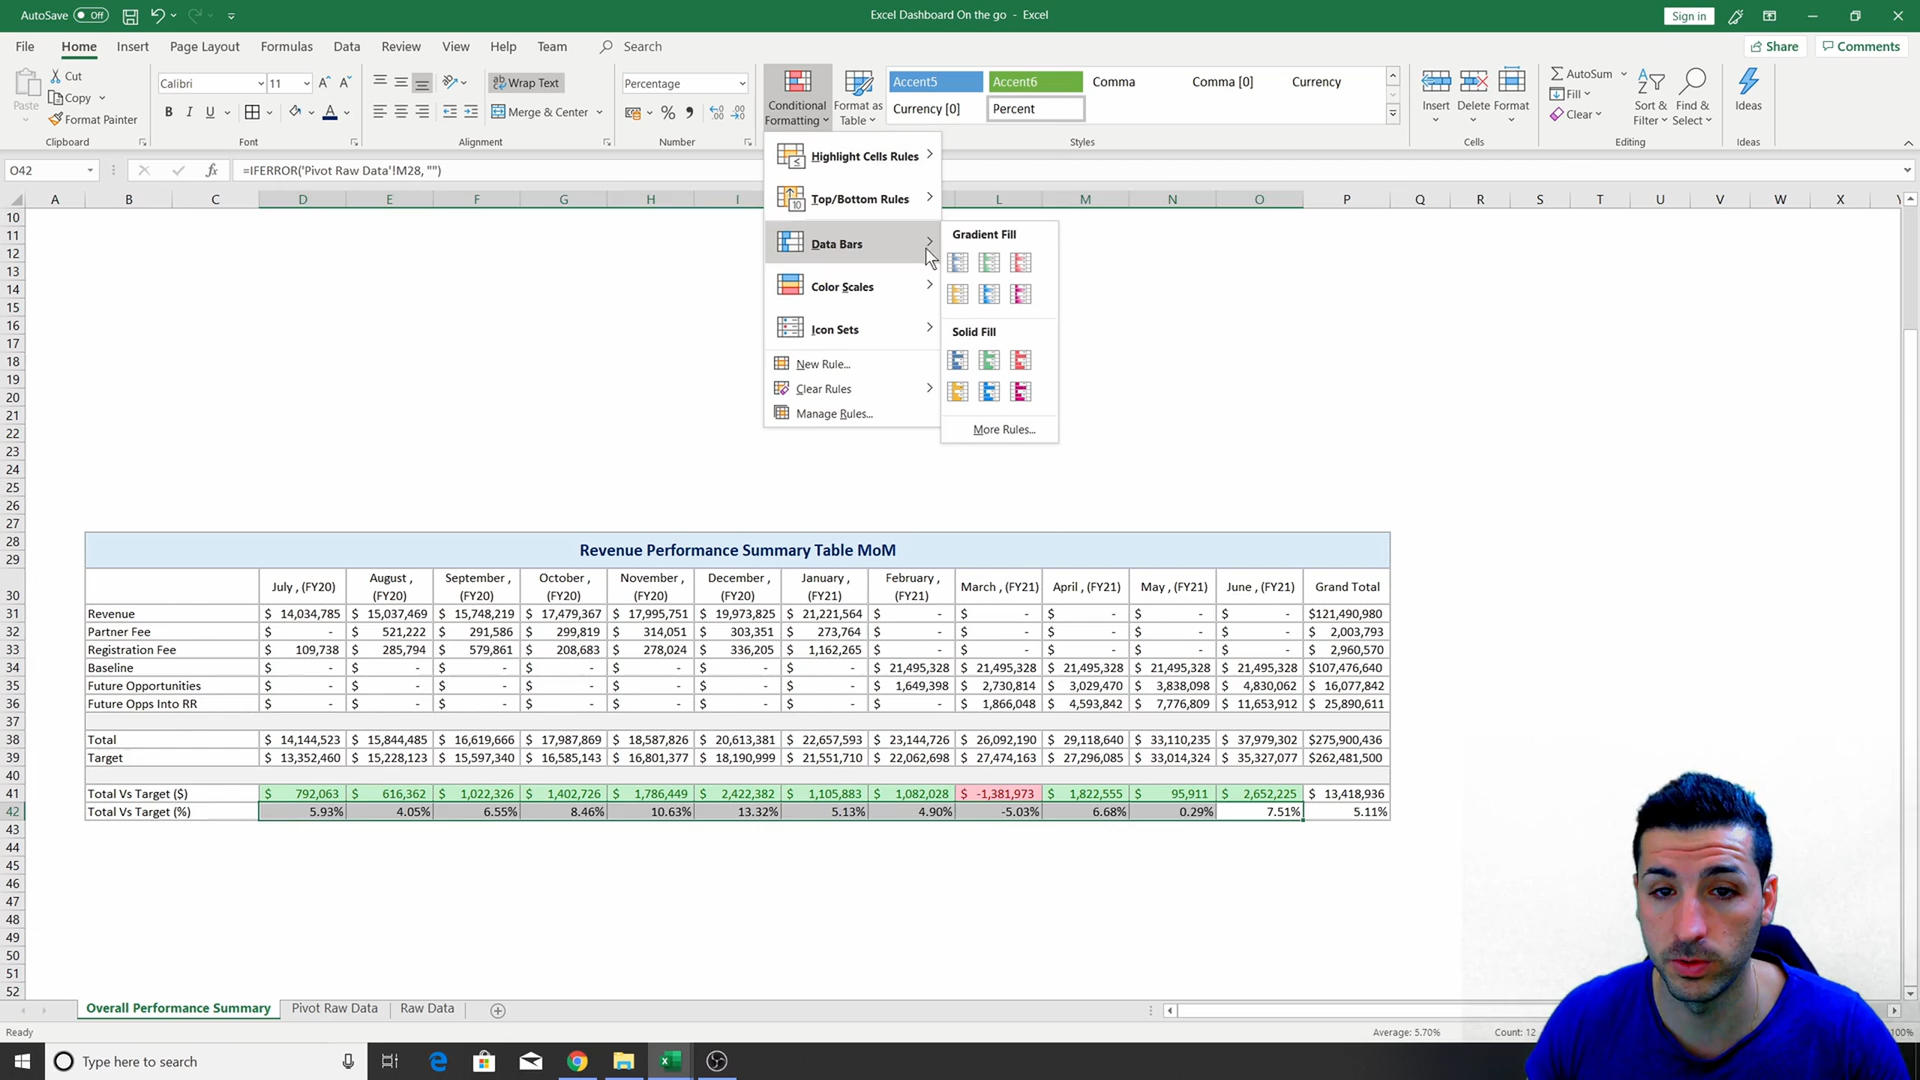 AutoSave Off Excel Dashboard On the go - Excel Sign in
File Home Insert Page Layout Formulas Data Review View Help Team Search Share Comments
Paste Cut Copy Format Painter Clipboard
Calibri 11 B I U A Font
ab Wrap Text Merge & Center Alignment
Percentage % Number
Conditional Formatting Format as Table
Accent5 Accent6 Comma Comma [0] Currency
Currency [0] Percent
Styles
Insert Delete Format Cells
AutoSum Fill Clear Sort & Filter Find & Select Editing
Ideas Ideas
O42 fx =IFERROR('Pivot Raw Data'!M28, "")
Highlight Cells Rules
Top/Bottom Rules
Data Bars
Color Scales
Icon Sets
New Rule...
Clear Rules
Manage Rules...
Gradient Fill
Solid Fill
More Rules...
A B C D E F G H I L M N O P Q R S T U V W X
10
11
12
13
14
15
16
17
18
19
20
21
22
23
24
25
26
27
28 Revenue Performance Summary Table MoM
29
30 July , (FY20) August , (FY20) September , (FY20) October , (FY20) November , (FY20) December , (FY20) January , (FY21) February , (FY21) March , (FY21) April , (FY21) May , (FY21) June , (FY21) Grand Total
31 Revenue $ 14,034,785 $ 15,037,469 $ 15,748,219 $ 17,479,367 $ 17,995,751 $ 19,973,825 $ 21,221,564 $ - $ - $ - $ - $ - $121,490,980
32 Partner Fee $ - $ 521,222 $ 291,586 $ 299,819 $ 314,051 $ 303,351 $ 273,764 $ - $ - $ - $ - $ - $ 2,003,793
33 Registration Fee $ 109,738 $ 285,794 $ 579,861 $ 208,683 $ 278,024 $ 336,205 $ 1,162,265 $ - $ - $ - $ - $ - $ 2,960,570
34 Baseline $ - $ - $ - $ - $ - $ - $ - $ 21,495,328 $ 21,495,328 $ 21,495,328 $ 21,495,328 $ 21,495,328 $107,476,640
35 Future Opportunities $ - $ - $ - $ - $ - $ - $ - $ 1,649,398 $ 2,730,814 $ 3,029,470 $ 3,838,098 $ 4,830,062 $ 16,077,842
36 Future Opps Into RR $ - $ - $ - $ - $ - $ - $ - $ - $ 1,866,048 $ 4,593,842 $ 7,776,809 $ 11,653,912 $ 25,890,611
37
38 Total $ 14,144,523 $ 15,844,485 $ 16,619,666 $ 17,987,869 $ 18,587,826 $ 20,613,381 $ 22,657,593 $ 23,144,726 $ 26,092,190 $ 29,118,640 $ 33,110,235 $ 37,979,302 $275,900,436
39 Target $ 13,352,460 $ 15,228,123 $ 15,597,340 $ 16,585,143 $ 16,801,377 $ 18,190,999 $ 21,551,710 $ 22,062,698 $ 27,474,163 $ 27,296,085 $ 33,014,324 $ 35,327,077 $262,481,500
40
41 Total Vs Target ($) $ 792,063 $ 616,362 $ 1,022,326 $ 1,402,726 $ 1,786,449 $ 2,422,382 $ 1,105,883 $ 1,082,028 $ -1,381,973 $ 1,822,555 $ 95,911 $ 2,652,225 $ 13,418,936
42 Total Vs Target (%) 5.93% 4.05% 6.55% 8.46% 10.63% 13.32% 5.13% 4.90% -5.03% 6.68% 0.29% 7.51% 5.11%
43
44
45
46
47
48
49
50
51
52
Overall Performance Summary Pivot Raw Data Raw Data
Ready Average: 5.70% Count: 12 100%
Type here to search